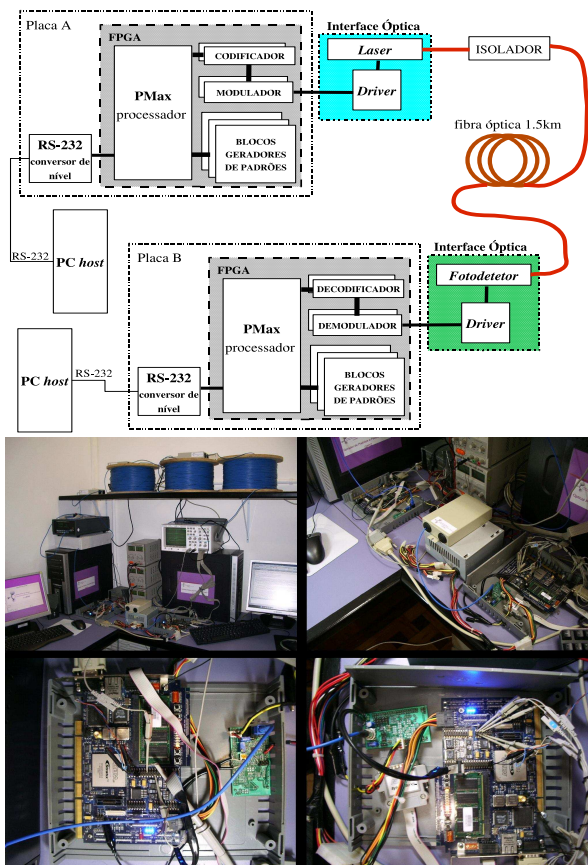 Placa A
FPGA
PMax
processador
CODIFICADOR
MODULADOR
BLOCOS
GERADORES
DE PADRÕES
RS-232
conversor de
nível
Interface Óptica
Laser
Driver
ISOLADOR
fibra óptica 1.5km
RS-232
PC host
Placa B
FPGA
PMax
processador
DECODIFICADOR
DEMODULADOR
BLOCOS
GERADORES
DE PADRÕES
RS-232
conversor de
nível
Interface Óptica
Fotodetetor
Driver
PC host
RS-232